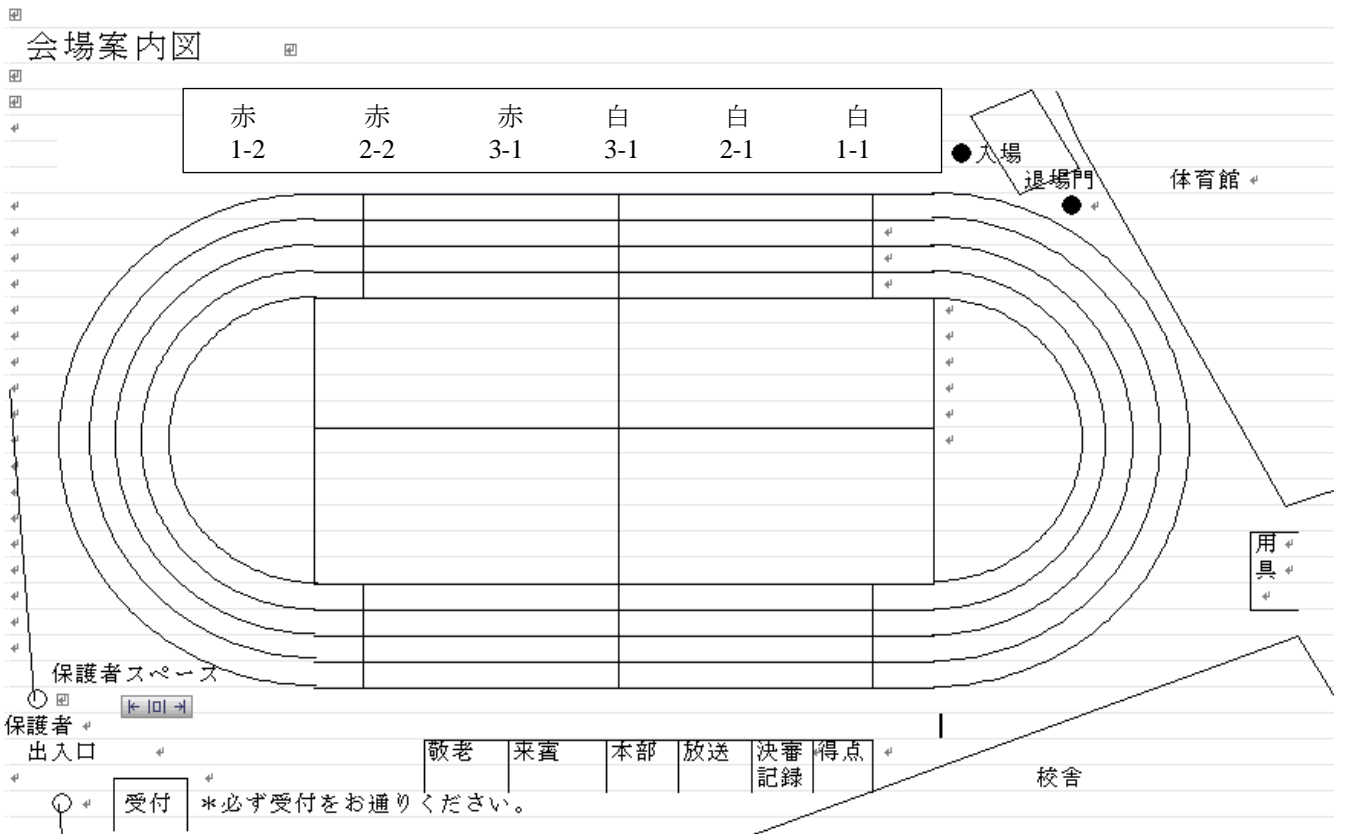 会場案内図
赤 赤 赤 白 白 白
1-2 2-2 3-1 3-1 2-1 1-1
入場
退場門 体育館
用
具
保護者スペース
保護者
出入口
敬老 来賓 本部 放送 決審 得点
記録
校舎
受付 *必ず受付をお通りください。